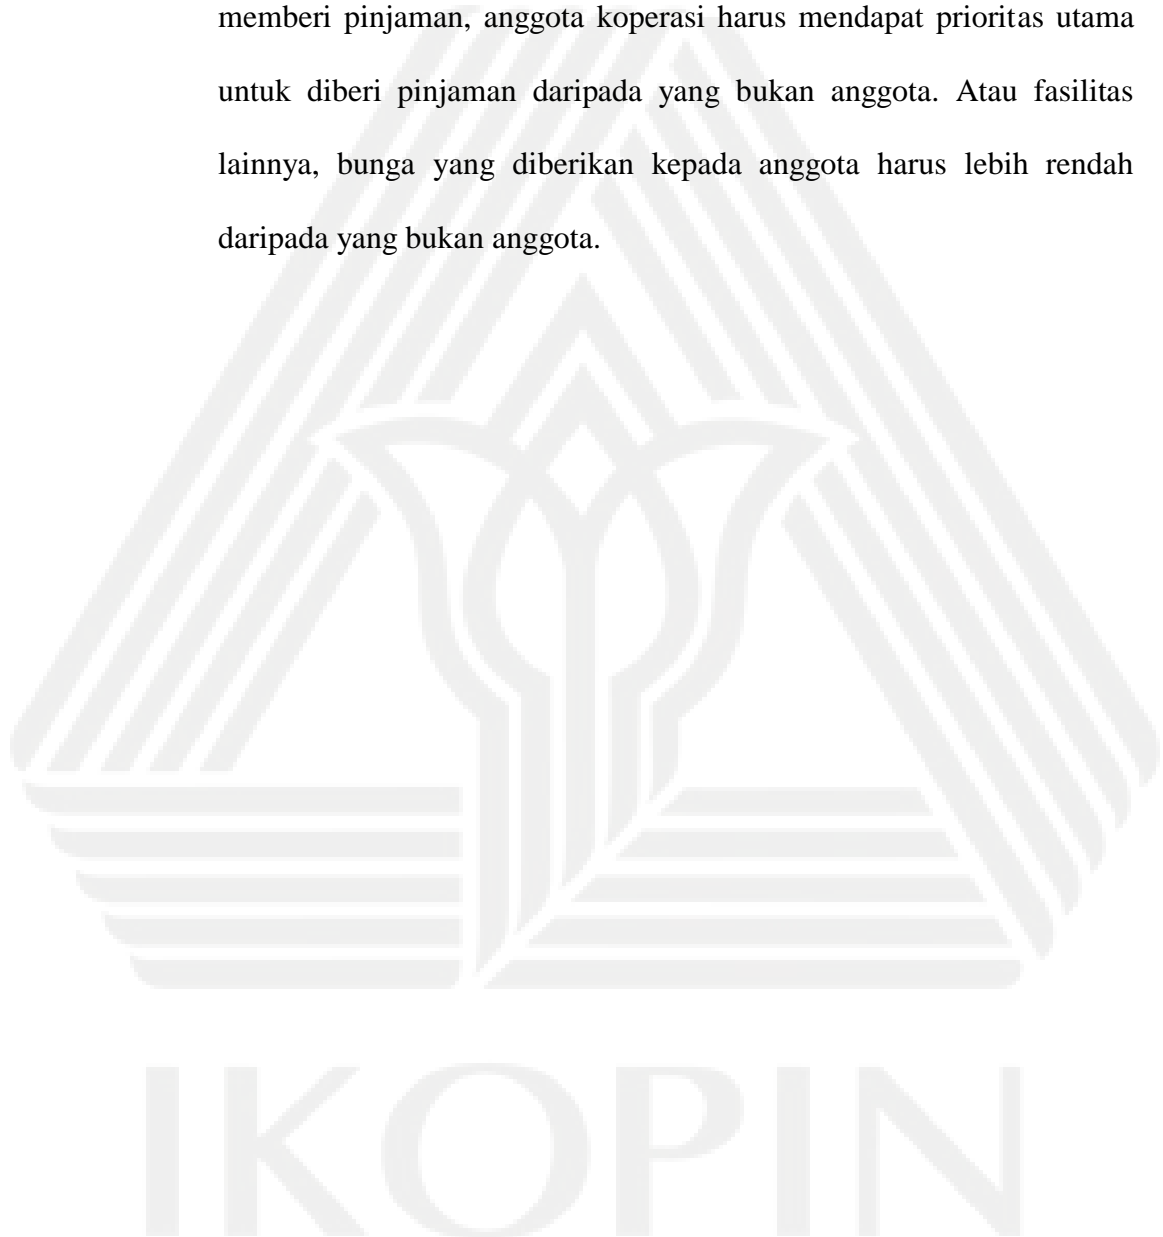 memberi pinjaman, anggota koperasi harus mendapat prioritas utama
untuk diberi pinjaman daripada yang bukan anggota. Atau fasilitas
lainnya, bunga yang diberikan kepada anggota harus lebih rendah
daripada yang bukan anggota.
IKOPIN